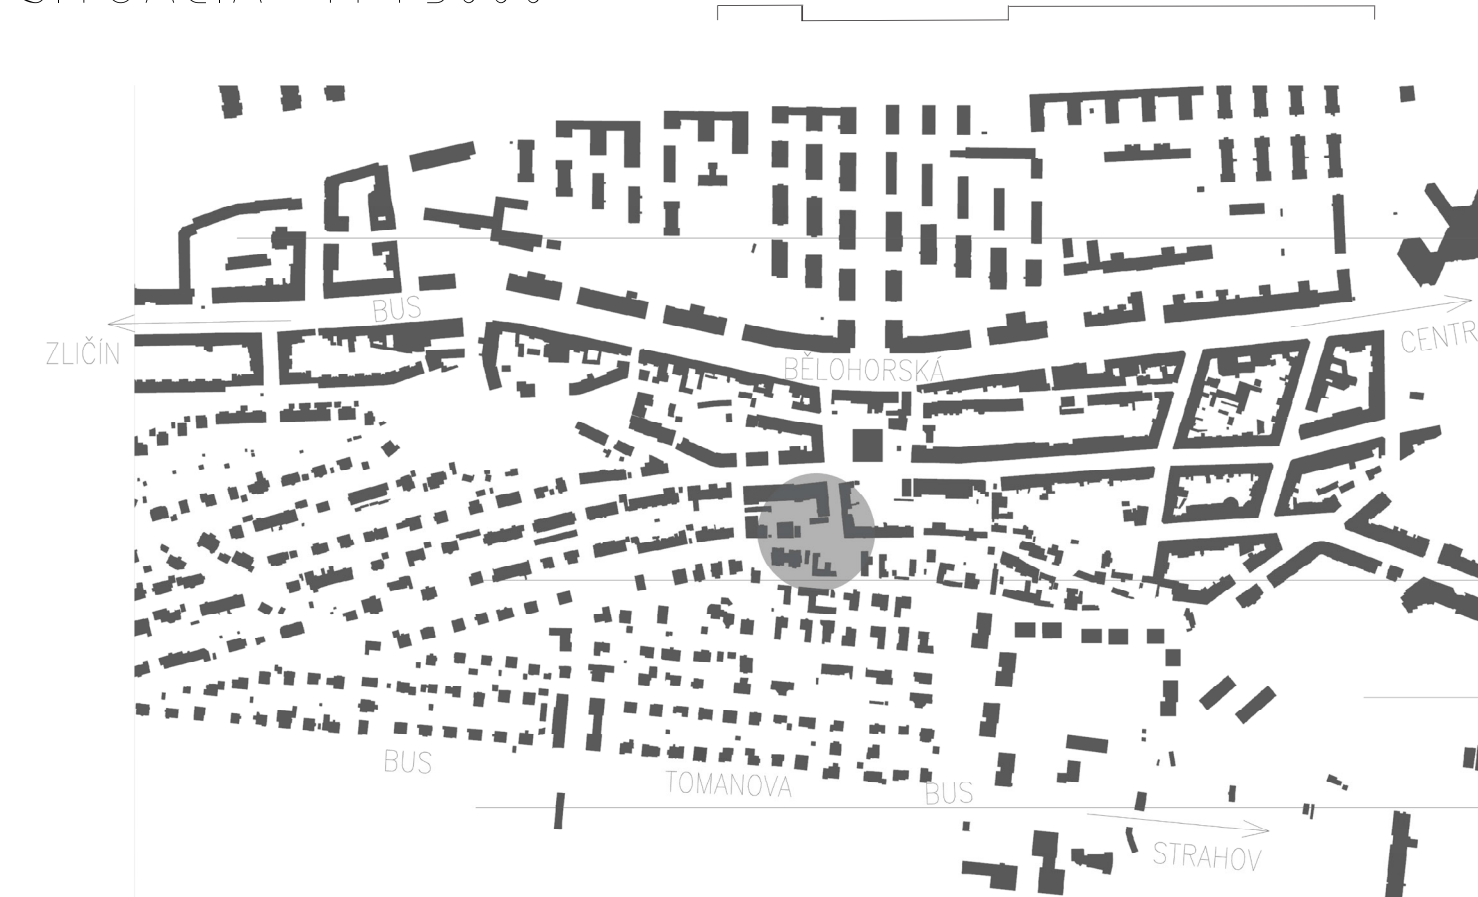 BUS
ZLIČÍN
CENTR
BĚLOHORSKÁ
BUS
TOMANOVA
BUS
STRAHOV